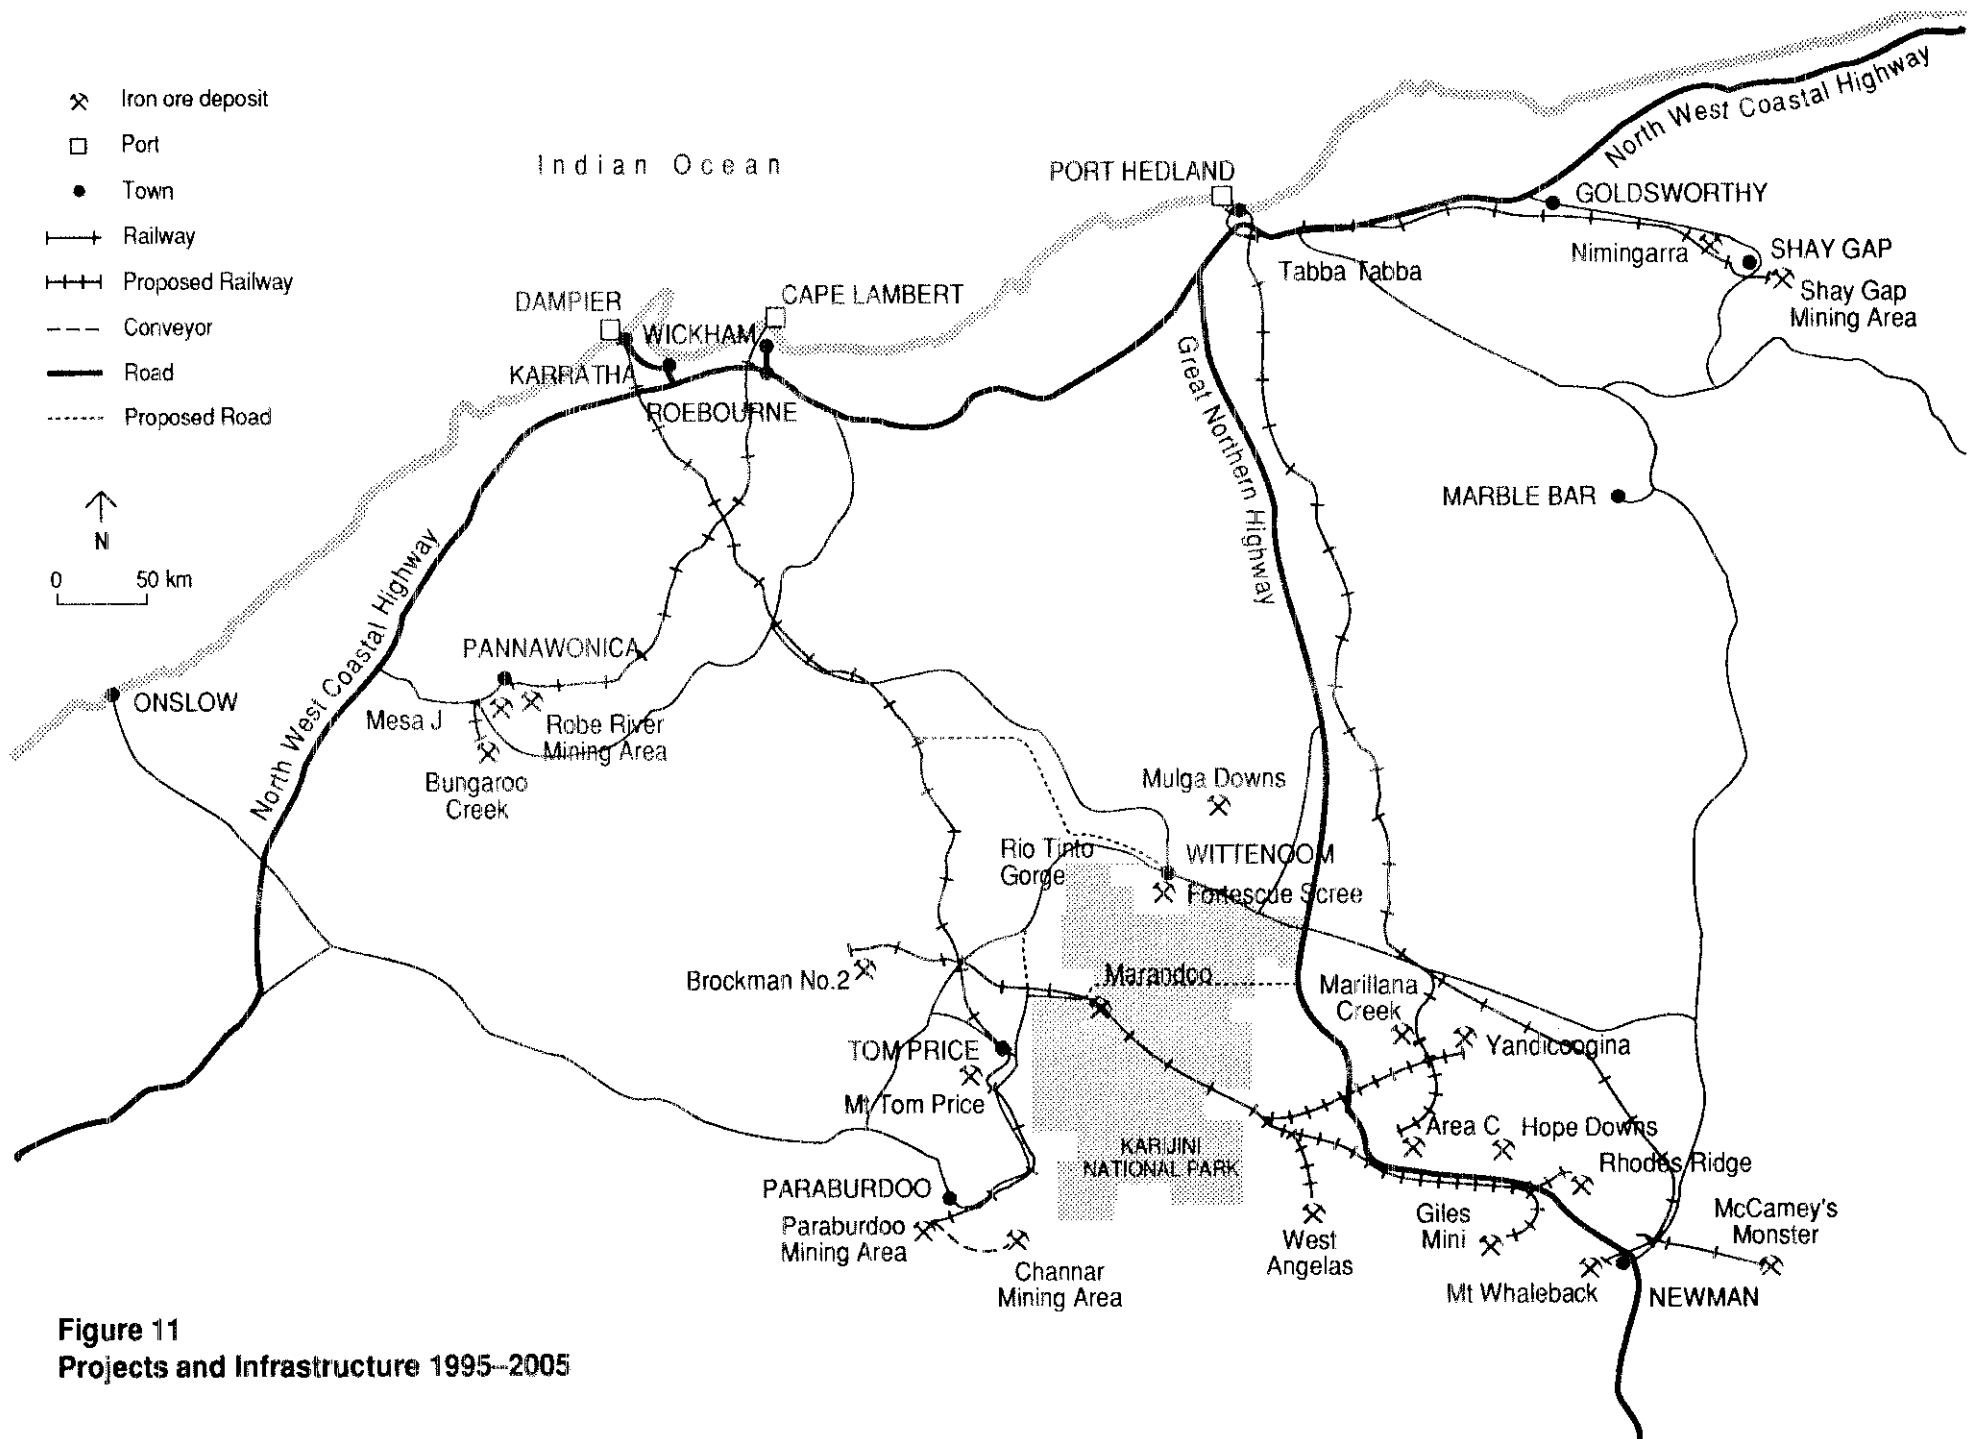 Iron ore deposit
Port
Town
Railway
Proposed Railway
Conveyor
Road
Proposed Road
N
0 50 km
Indian Ocean
North West Coastal Highway
PORT HEDLAND
GOLDSWORTHY
Nimingarra
SHAY GAP
Shay Gap
Mining Area
Tabba Tabba
DAMPIER
CAPE LAMBERT
WICKHAM
KARRATHA
ROEBOURNE
Great Northern Highway
MARBLE BAR
North West Coastal Highway
PANNAWONICA
ONSLOW
Mesa J
Robe River
Mining Area
Bungaroo
Creek
Mulga Downs
Rio Tinto
Gorge
WITTENOOM
Fortescue Scree
Brockman No.2
Marandoo
Marillana
Creek
Yandicoogina
TOM PRICE
Mt Tom Price
Area C
Hope Downs
KARIJINI
NATIONAL PARK
Rhodes Ridge
PARABURDOO
Paraburdoo
Mining Area
Channar
Mining Area
West
Angelas
Giles
Mini
McCamey's
Monster
Mt Whaleback
NEWMAN
Figure 11
Projects and Infrastructure 1995–2005